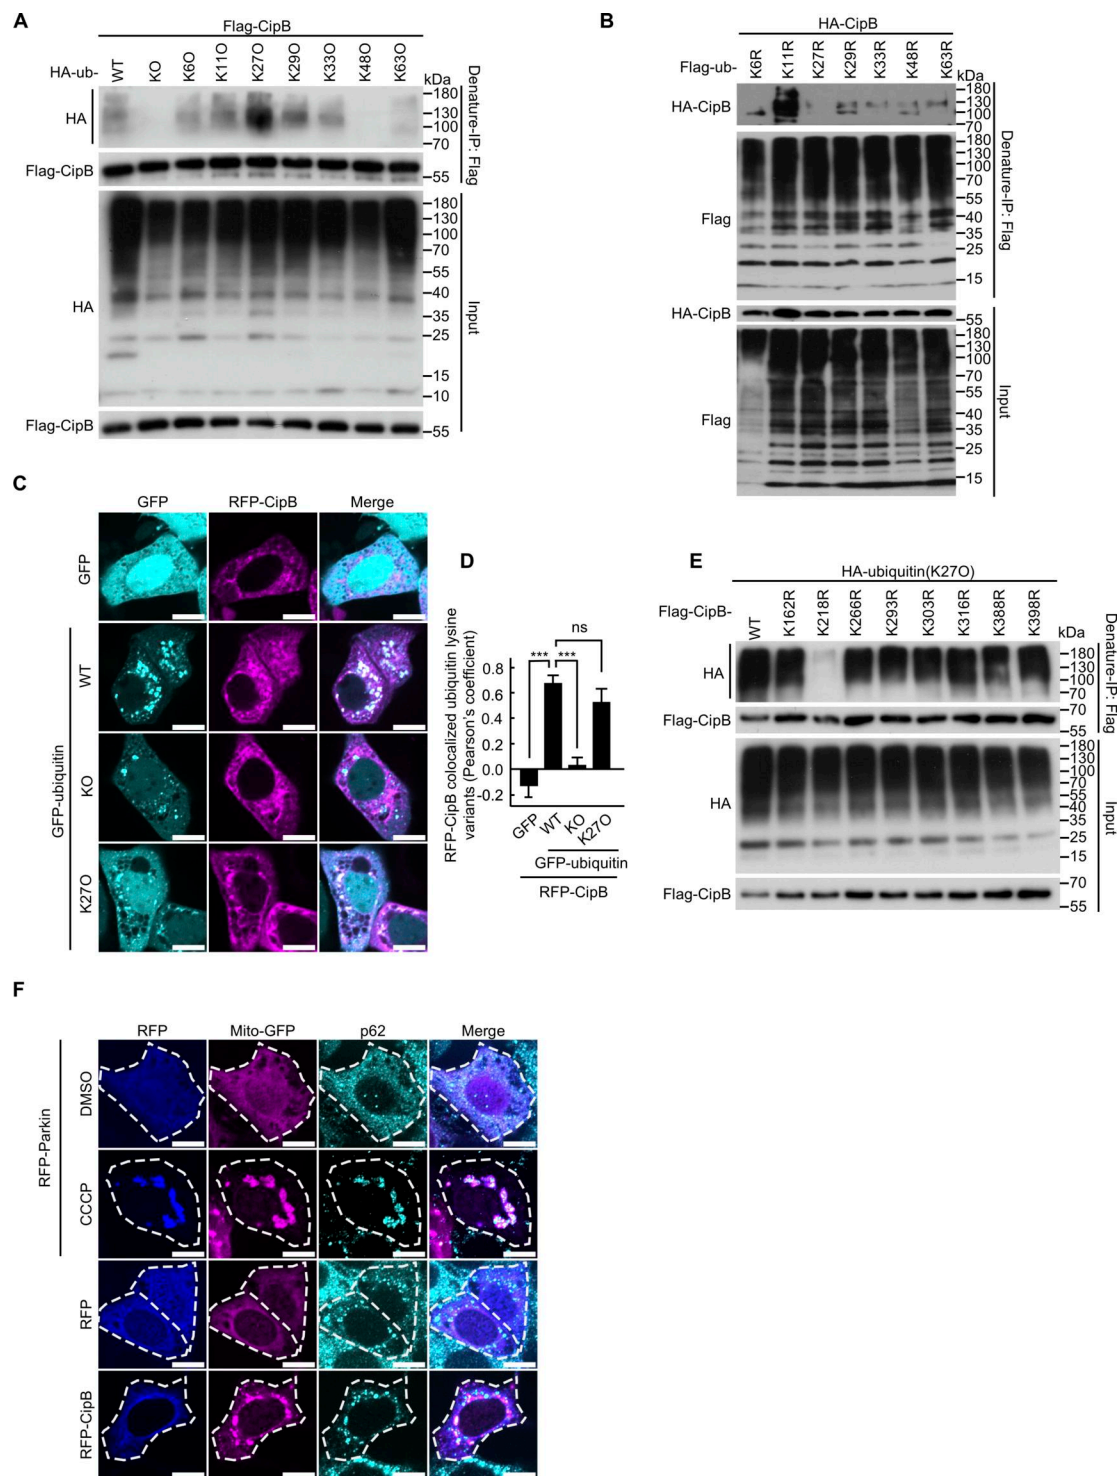 A
Flag-CipB
HA-ub-
WT
KO
K6O
K11O
K27O
K29O
K33O
K48O
K63O
kDa
HA
180
130
100
70
Flag-CipB
55
Denature-IP: Flag
HA
180
130
100
70
55
40
35
25
15
10
Flag-CipB
55
Input
B
HA-CipB
Flag-ub-
K6R
K11R
K27R
K29R
K33R
K48R
K63R
kDa
HA-CipB
180
130
100
70
Flag
180
130
100
70
55
40
35
25
15
Denature-IP: Flag
HA-CipB
55
Flag
180
130
100
70
55
40
35
25
15
Input
C
GFP
RFP-CipB
Merge
GFP
WT
KO
K27O
GFP-ubiquitin
D
RFP-CipB colocalized ubiquitin lysine
variants (Pearson's coefficient)
0.8
0.6
0.4
0.2
0.0
-0.2
***
***
ns
GFP
WT
KO
K27O
GFP-ubiquitin
RFP-CipB
E
HA-ubiquitin(K27O)
Flag-CipB-
WT
K162R
K218R
K266R
K293R
K303R
K316R
K388R
K398R
kDa
HA
180
130
100
70
Flag-CipB
70
55
Denature-IP: Flag
HA
180
130
100
70
55
40
35
25
15
Flag-CipB
70
55
Input
F
RFP
Mito-GFP
p62
Merge
RFP-Parkin
DMSO
CCCP
RFP
RFP-CipB